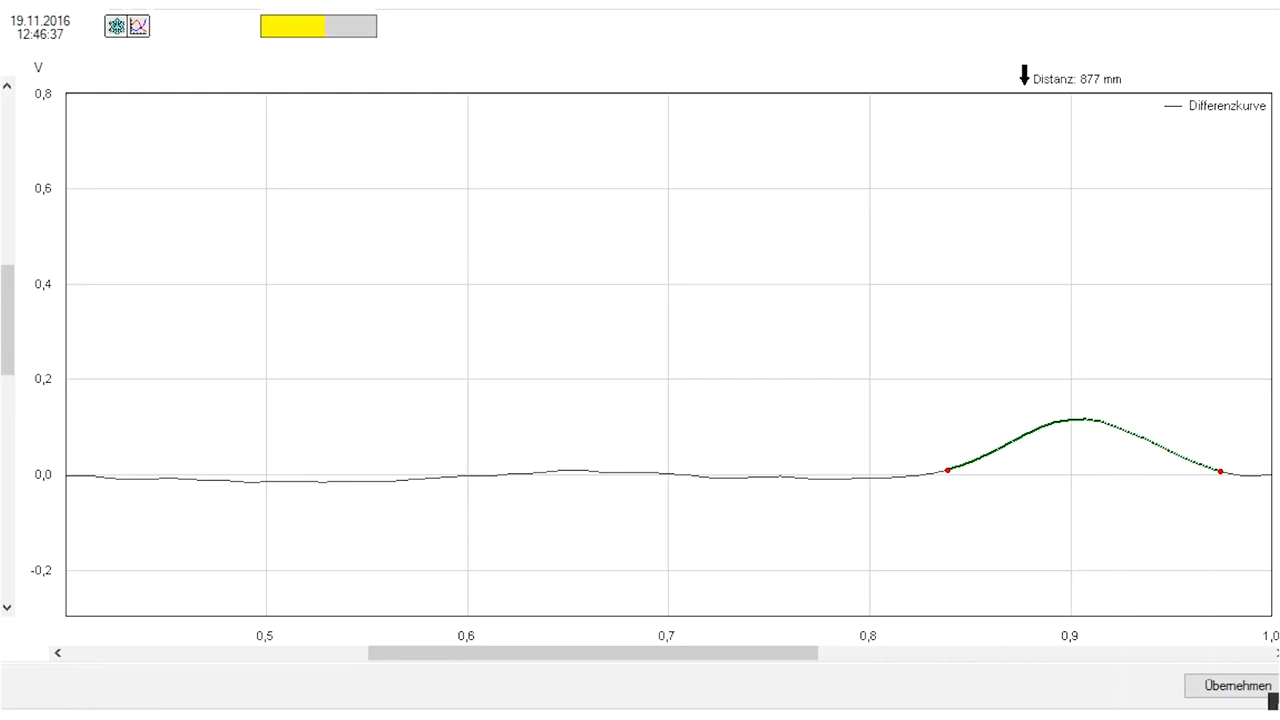 19.11.2016
12:46:37
V
Distanz: 877 mm
Differenzkurve
0,8
0,6
0,4
0,2
0,0
-0,2
0,5 0,6 0,7 0,8 0,9 1,0
Übernehmen